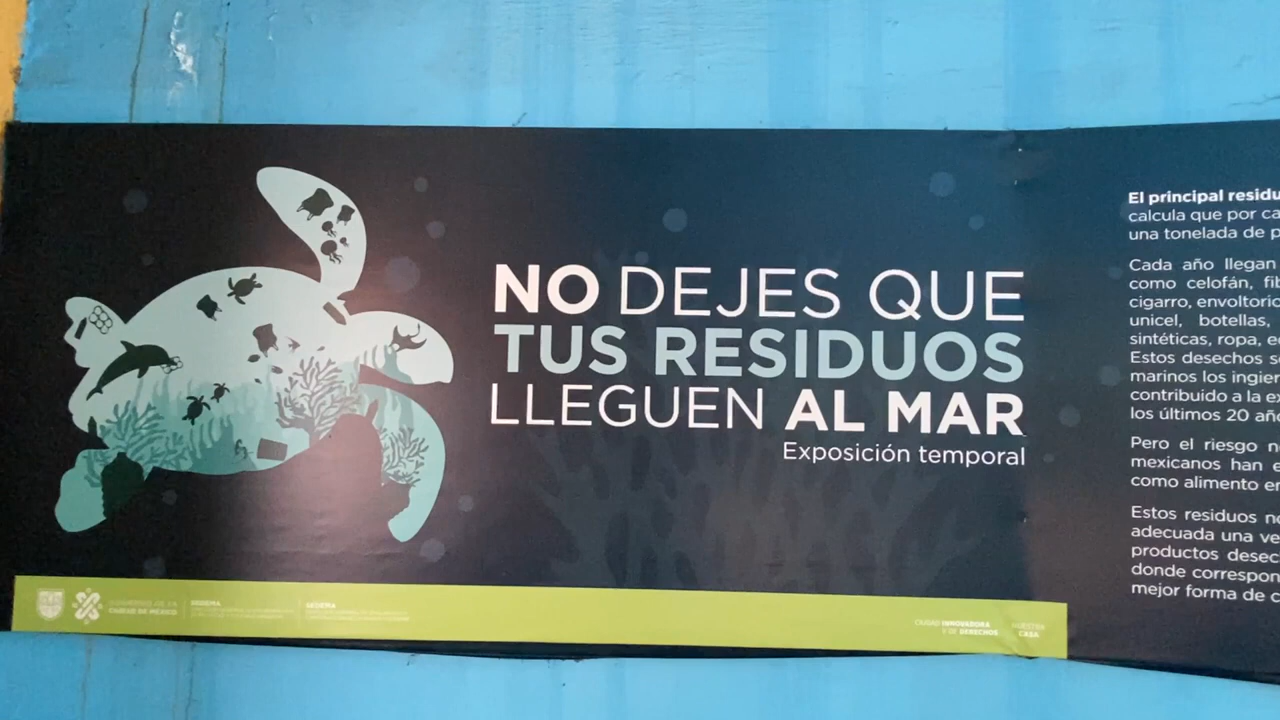 NO DEJES QUE
TUS RESIDUOS
LLEGUEN AL MAR
Exposición temporal
El principal residu
calcula que por ca
una tonelada de p
Cada año llegan
como celofán, fib
cigarro, envoltorio
unicel, botellas,
sintéticas, ropa, e
Estos desechos s
marinos los ingier
contribuido a la ex
los últimos 20 año
Pero el riesgo n
mexicanos han e
como alimento en
Estos residuos no
adecuada una ve
productos desec
donde correspon
mejor forma de c
GOBIERNO DE LA
CIUDAD DE MÉXICO
SEDEMA
SEDEMA
CIUDAD INNOVADORA
Y DE DERECHOS
NUESTRA
CASA